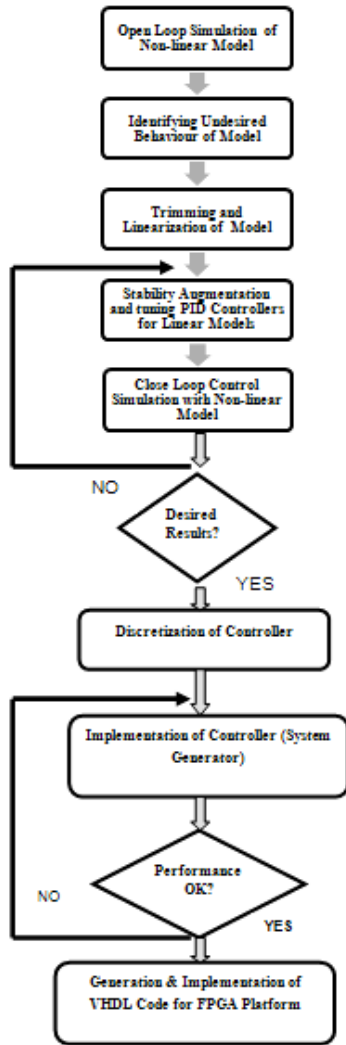 Open Loop Simulation of
Non-linear Model
Identifying Undesired
Behaviour of Model
Trimming and
Linearization of Model
Stability Augmentation
and tuning PID Controllers
for Linear Models
Close Loop Control
Simulation with Non-linear
Model
NO
Desired
Results?
YES
Discretization of Controller
Implementation of Controller (System
Generator)
Performance
OK?
NO
YES
Generation & Implementation of
VHDL Code for FPGA Platform